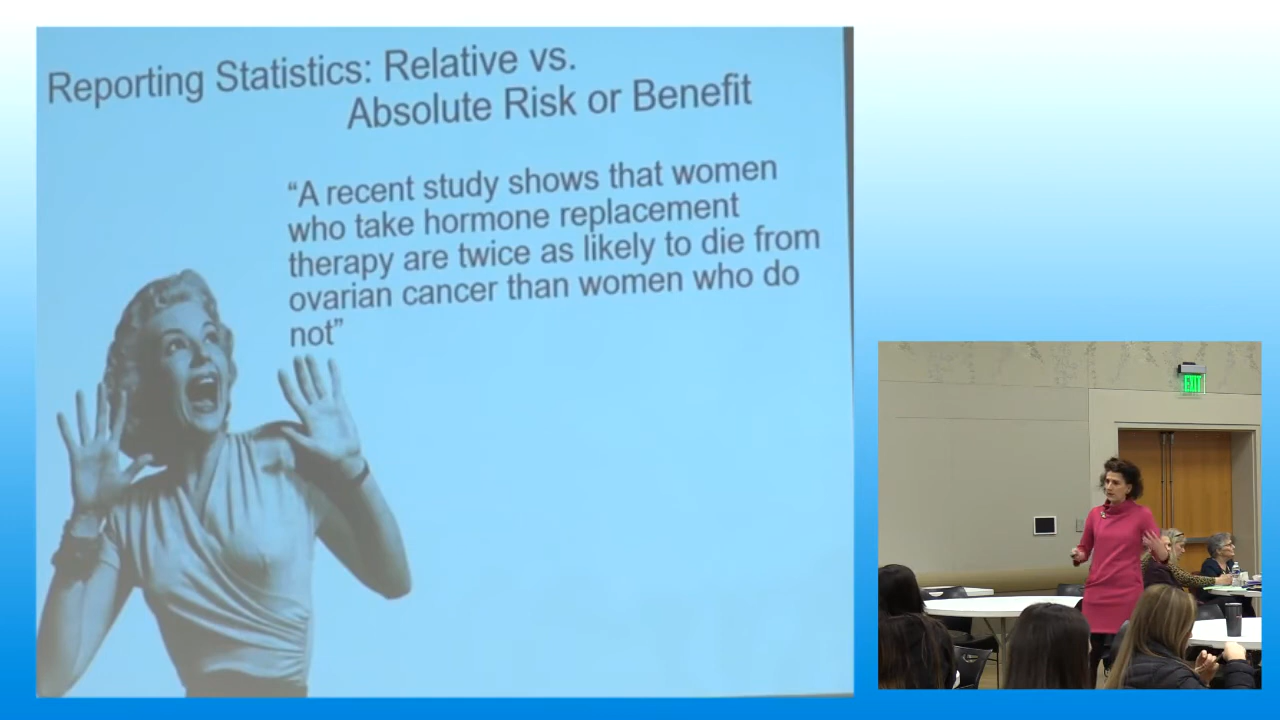 Reporting Statistics: Relative vs.
Absolute Risk or Benefit
“A recent study shows that women
who take hormone replacement
therapy are twice as likely to die from
ovarian cancer than women who do
not”
EXIT